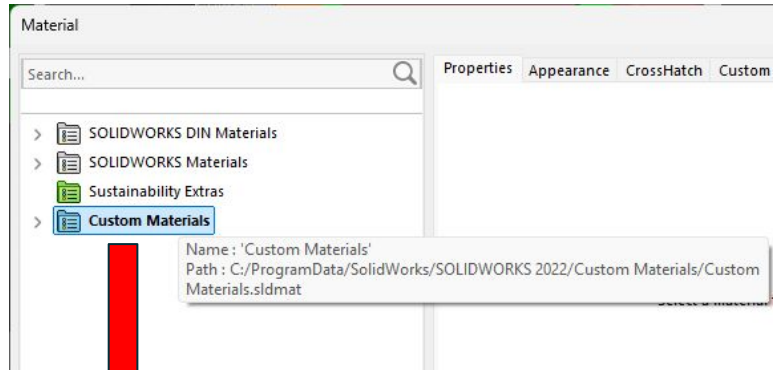 Material
Search...
Properties Appearance CrossHatch Custom
SOLIDWORKS DIN Materials
SOLIDWORKS Materials
Sustainability Extras
Custom Materials
Name : 'Custom Materials'
Path : C:/ProgramData/SolidWorks/SOLIDWORKS 2022/Custom Materials/Custom
Materials.sldmat